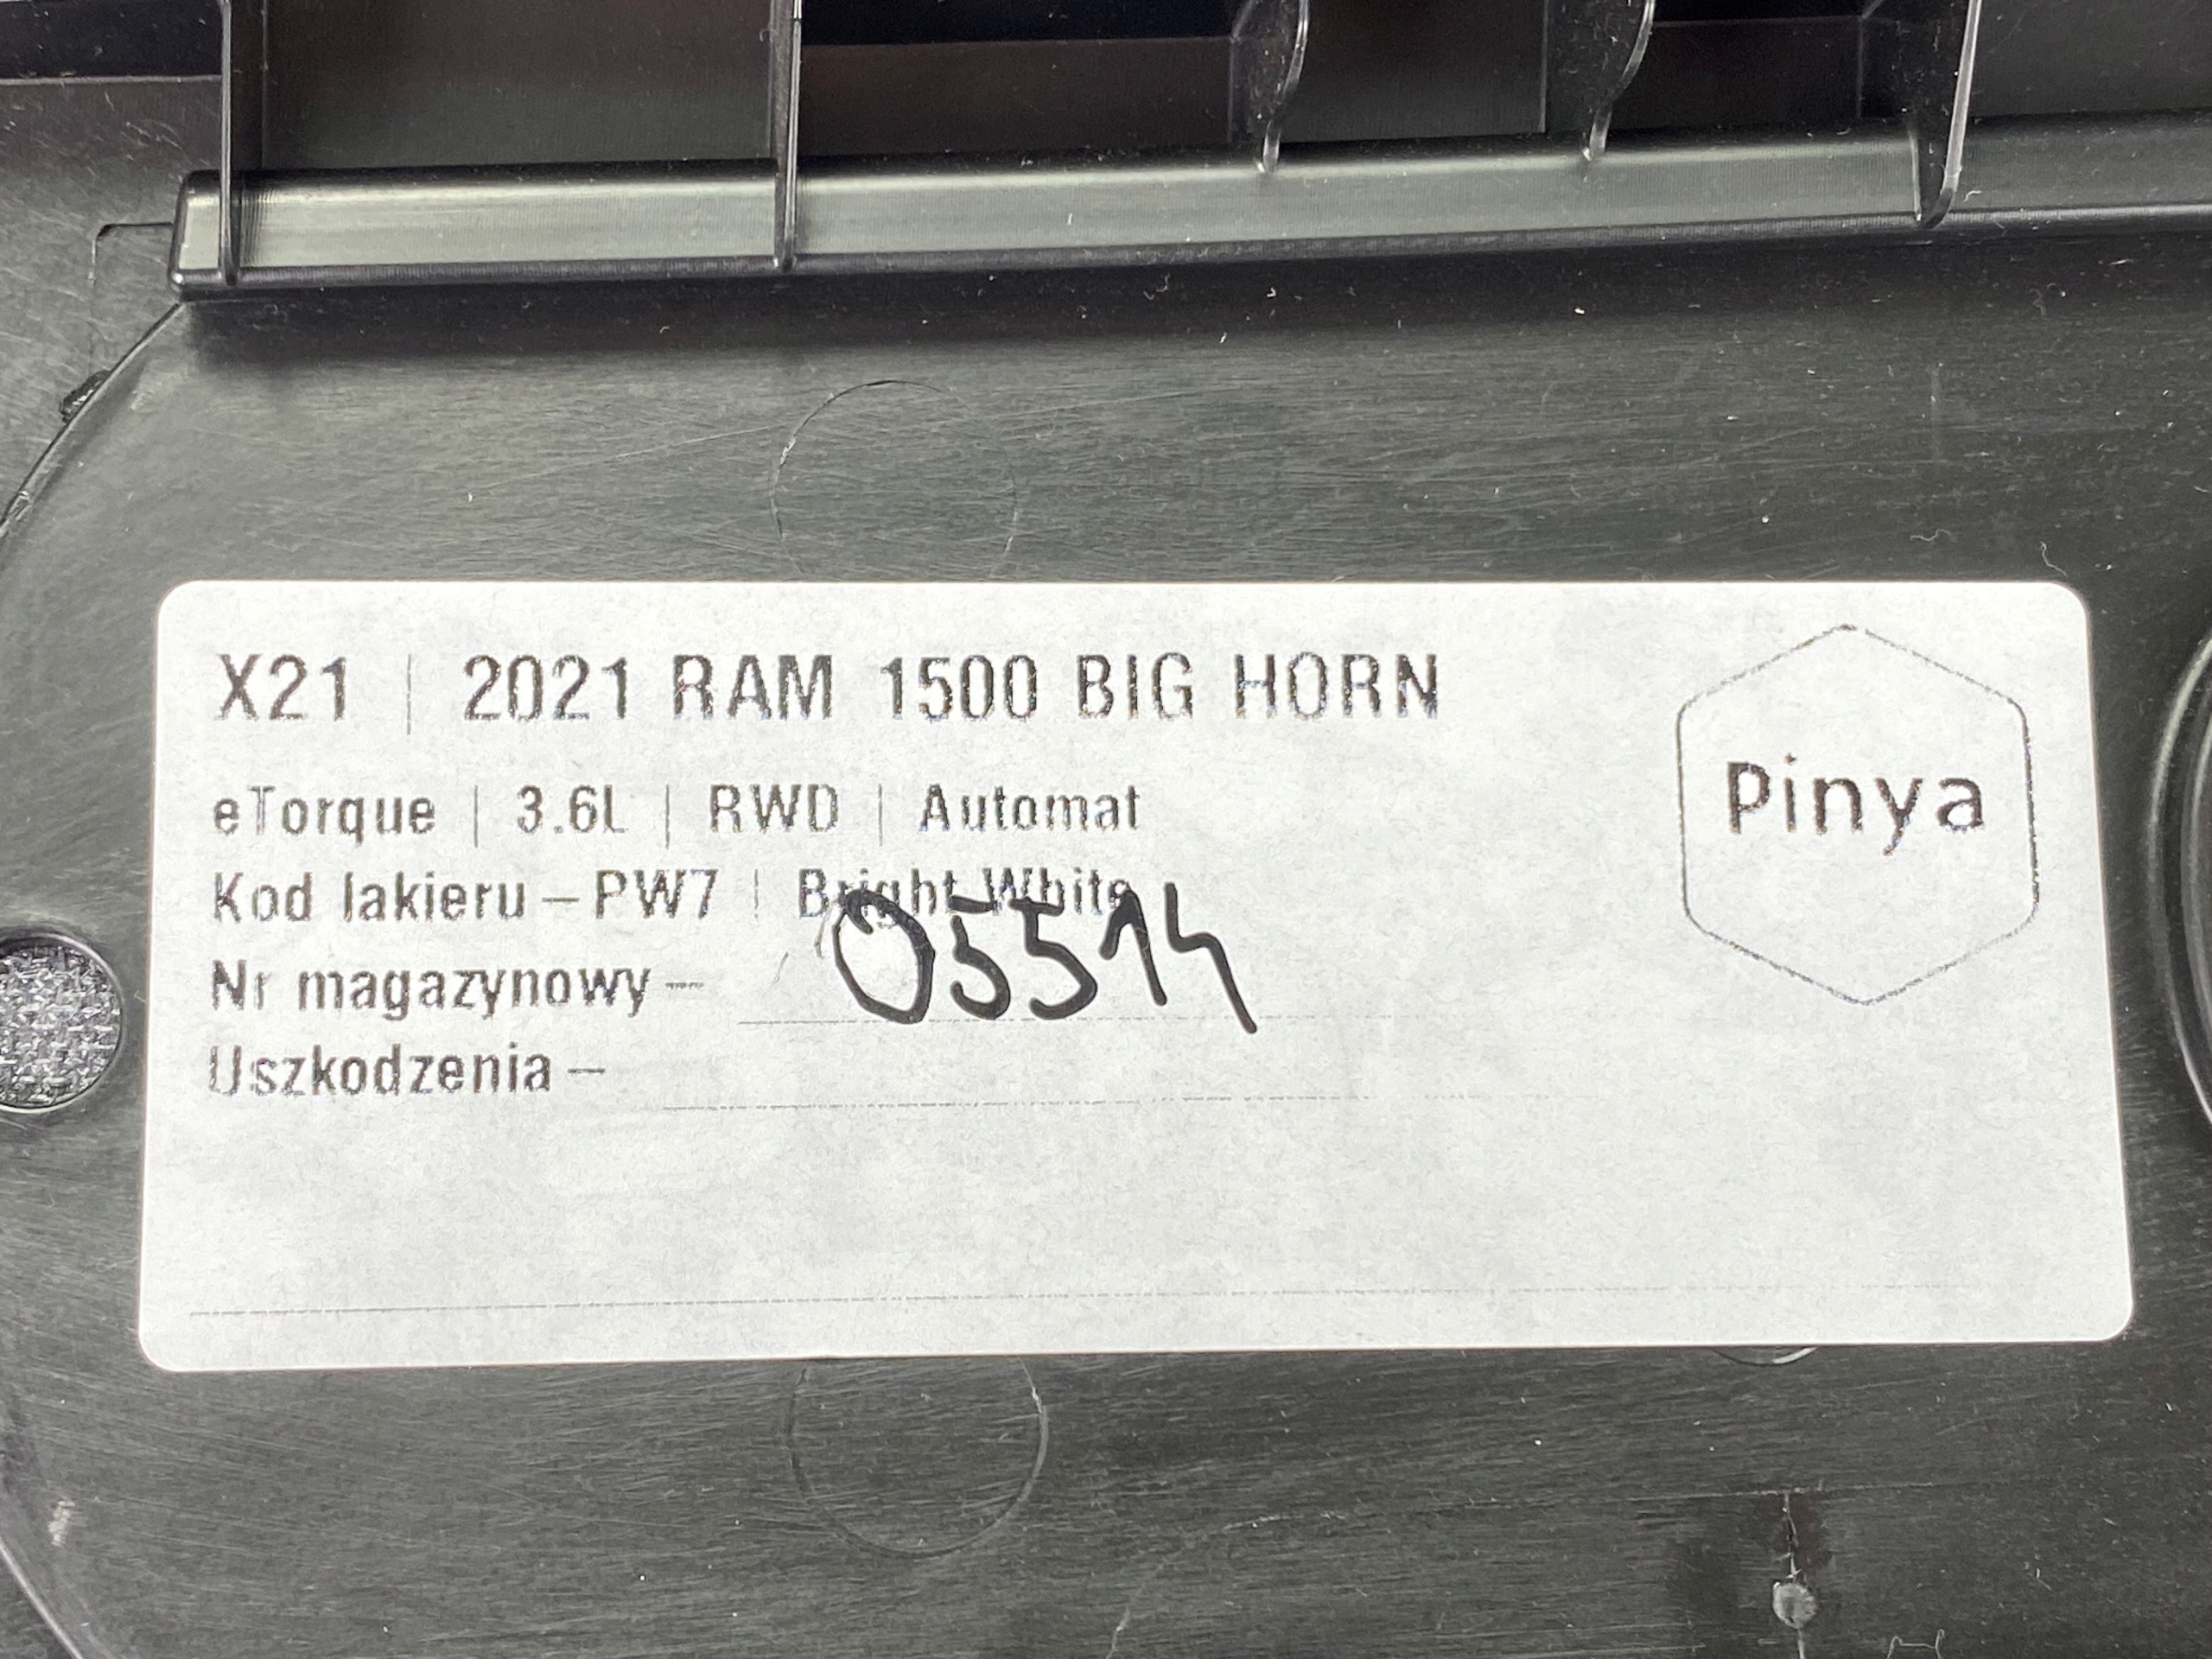 X21 | 2021 RAM 1500 BIG HORN
eTorque | 3.6L | RWD | Automat
Kod lakieru – PW7 | Bright White
Nr magazynowy – 05514
Uszkodzenia –
Pinya